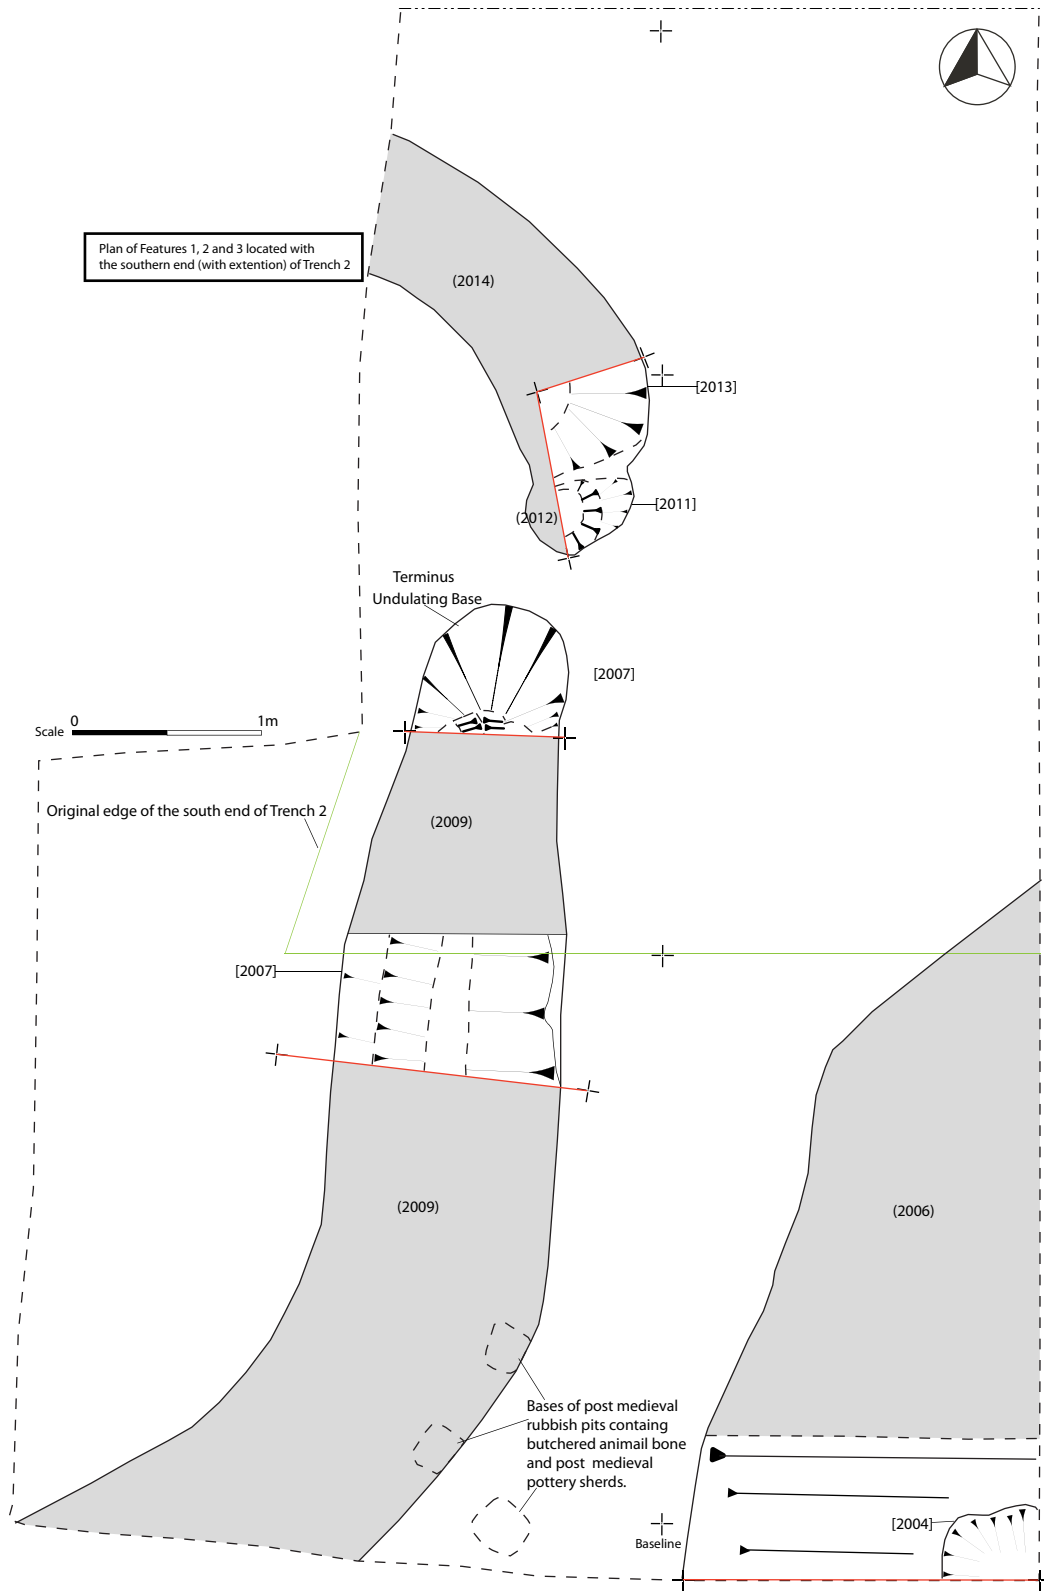 Plan of Features 1, 2 and 3 located with
the southern end (with extention) of Trench 2
(2014)
[2013]
[2011]
(2012)
Terminus
Undulating Base
[2007]
0 1m
Scale
Original edge of the south end of Trench 2
(2009)
[2007]
(2009)
(2006)
Bases of post medieval
rubbish pits containg
butchered animail bone
and post medieval
pottery sherds.
[2004]
Baseline